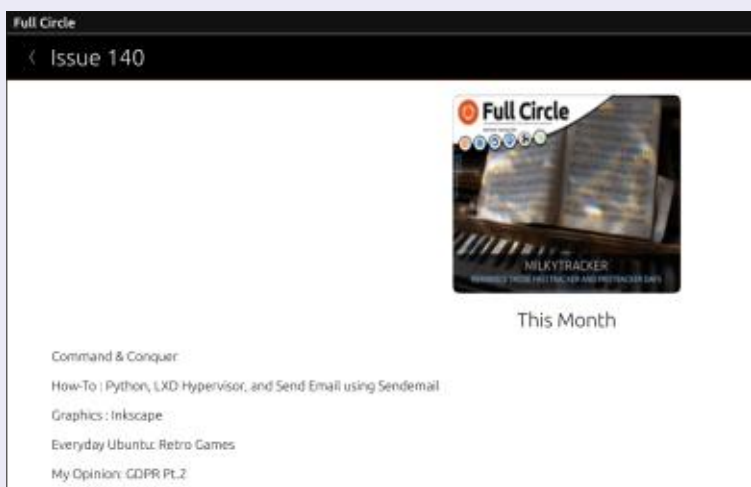 Full Circle
Issue 140
Full Circle
MILKYTRACKER
This Month
Command & Conquer
How-To : Python, LXD Hypervisor, and Send Email using Sendemail
Graphics : Inkscape
Everyday Ubuntu: Retro Games
My Opinion: GDPR Pt.2